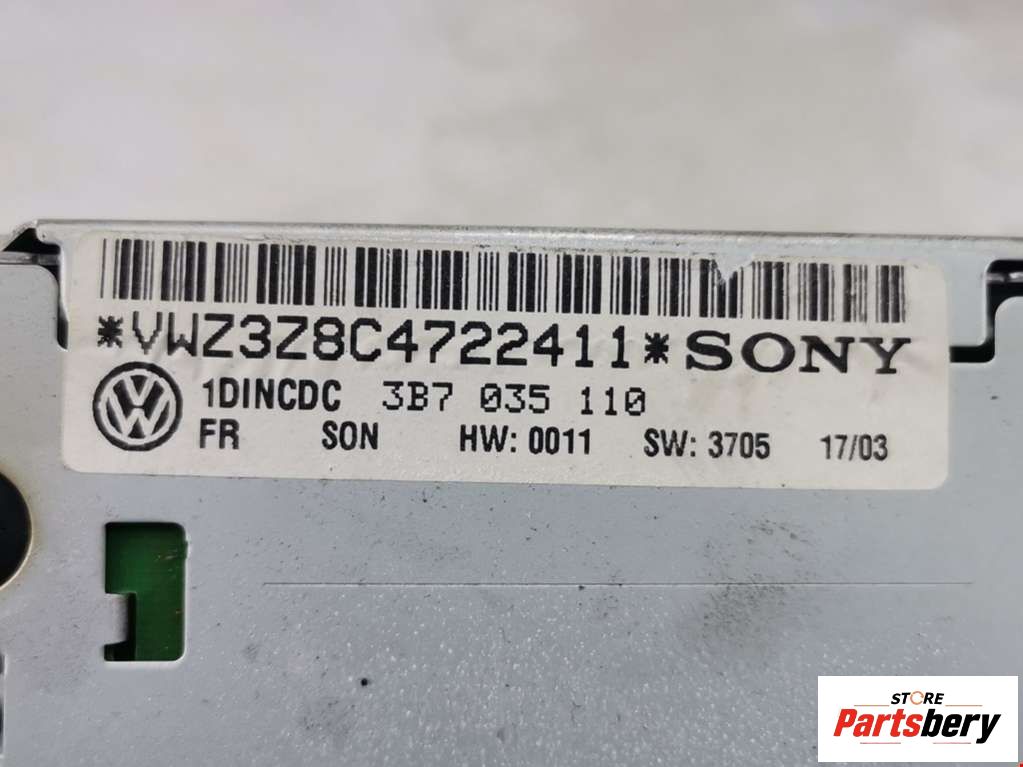 *VWZ3Z8C4722411* SONY
1DINCDC 3B7 035 110
FR SON HW: 0011 SW: 3705 17/03
STORE
Partsbery